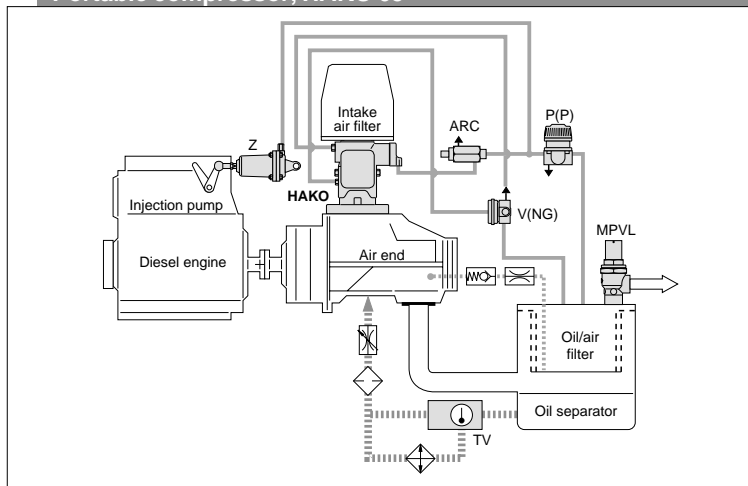 Intake
air filter
ARC
P(P)
Z
HAKO
V(NG)
Injection pump
MPVL
Diesel engine
Air end
Oil/air
filter
Oil separator
TV